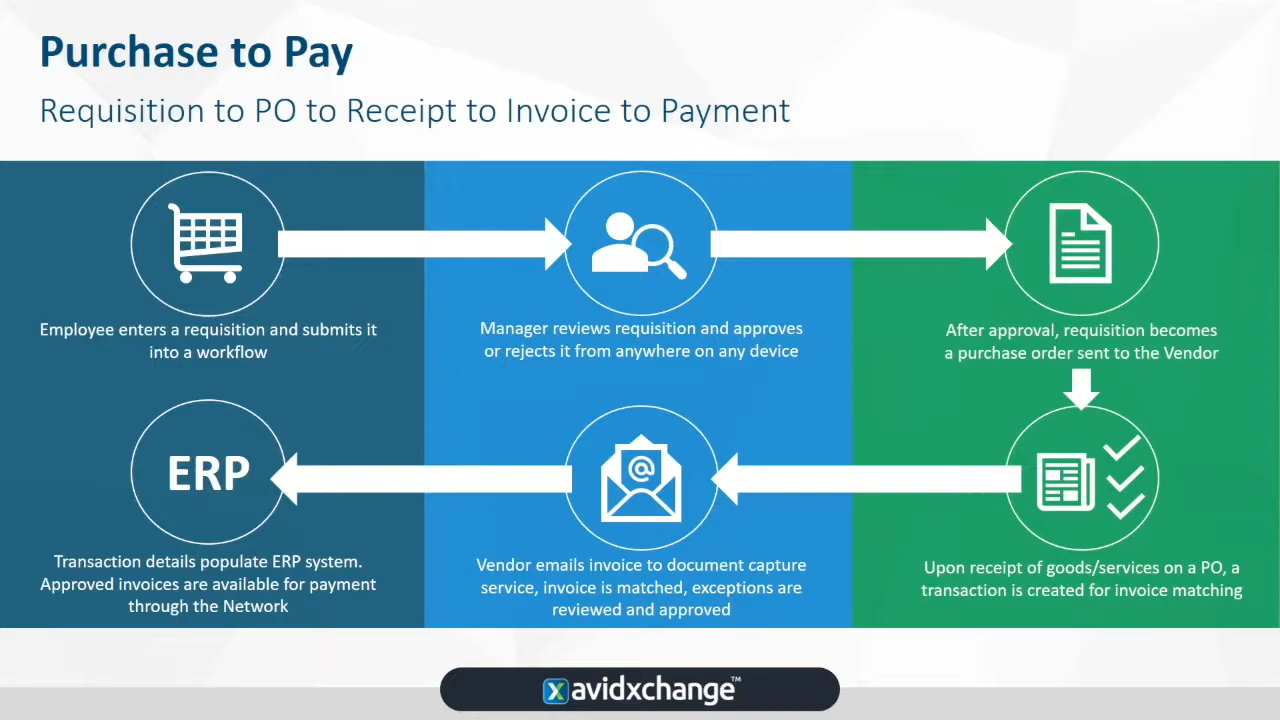 Purchase to Pay
Requisition to PO to Receipt to Invoice to Payment
Employee enters a requisition and submits it
into a workflow
Manager reviews requisition and approves
or rejects it from anywhere on any device
After approval, requisition becomes
a purchase order sent to the Vendor
ERP
Transaction details populate ERP system.
Approved invoices are available for payment
through the Network
@
Vendor emails invoice to document capture
service, invoice is matched, exceptions are
reviewed and approved
Upon receipt of goods/services on a PO, a
transaction is created for invoice matching
x avidxchange™